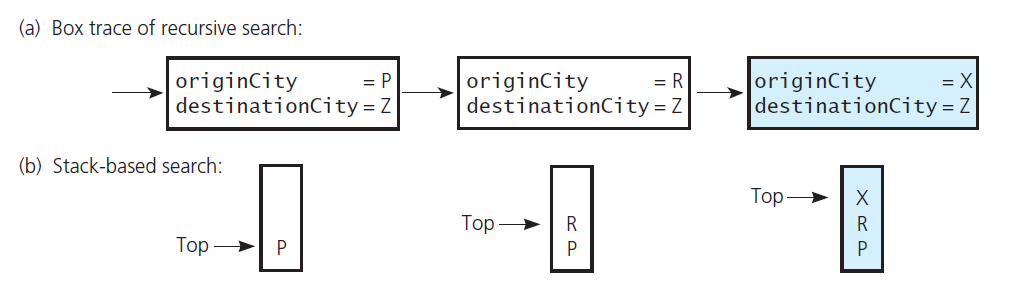 (a) Box trace of recursive search:
originCity = P
destinationCity = Z
originCity = R
destinationCity = Z
originCity = X
destinationCity = Z
(b) Stack-based search:
Top P
Top R
P
Top X
R
P